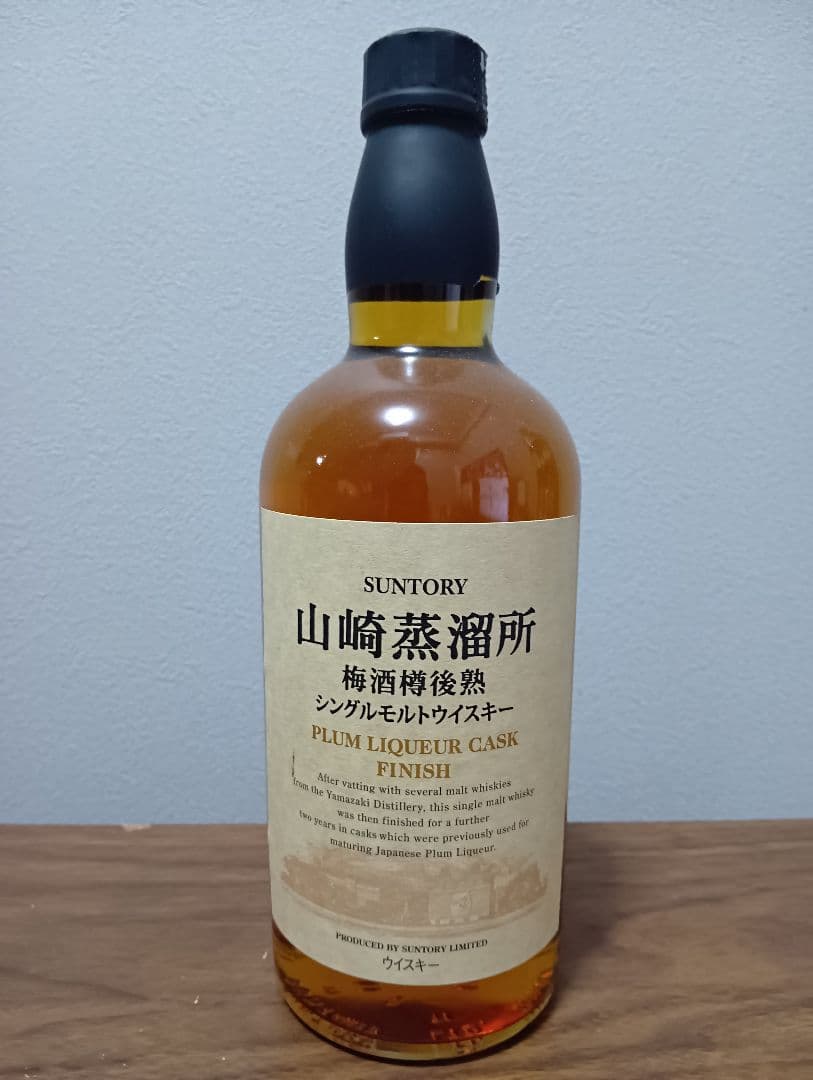 SUNTORY
山崎蒸溜所
梅酒樽後熟
シングルモルトウイスキー
PLUM LIQUEUR CASK
FINISH
After vatting with several malt whiskies
from the Yamazaki Distillery, this single malt whisky
was then finished for a further
two years in casks which were previously used for
maturing Japanese Plum Liqueur.
PRODUCED BY SUNTORY LIMITED
ウイスキー